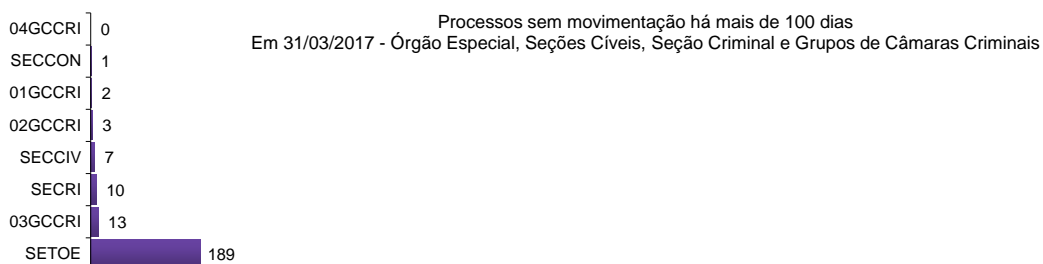 Processos sem movimentação há mais de 100 dias
Em 31/03/2017 - Órgão Especial, Seções Cíveis, Seção Criminal e Grupos de Câmaras Criminais
04GCCRI 0
SECCON 1
01GCCRI 2
02GCCRI 3
SECCIV 7
SECRI 10
03GCCRI 13
SETOE 189